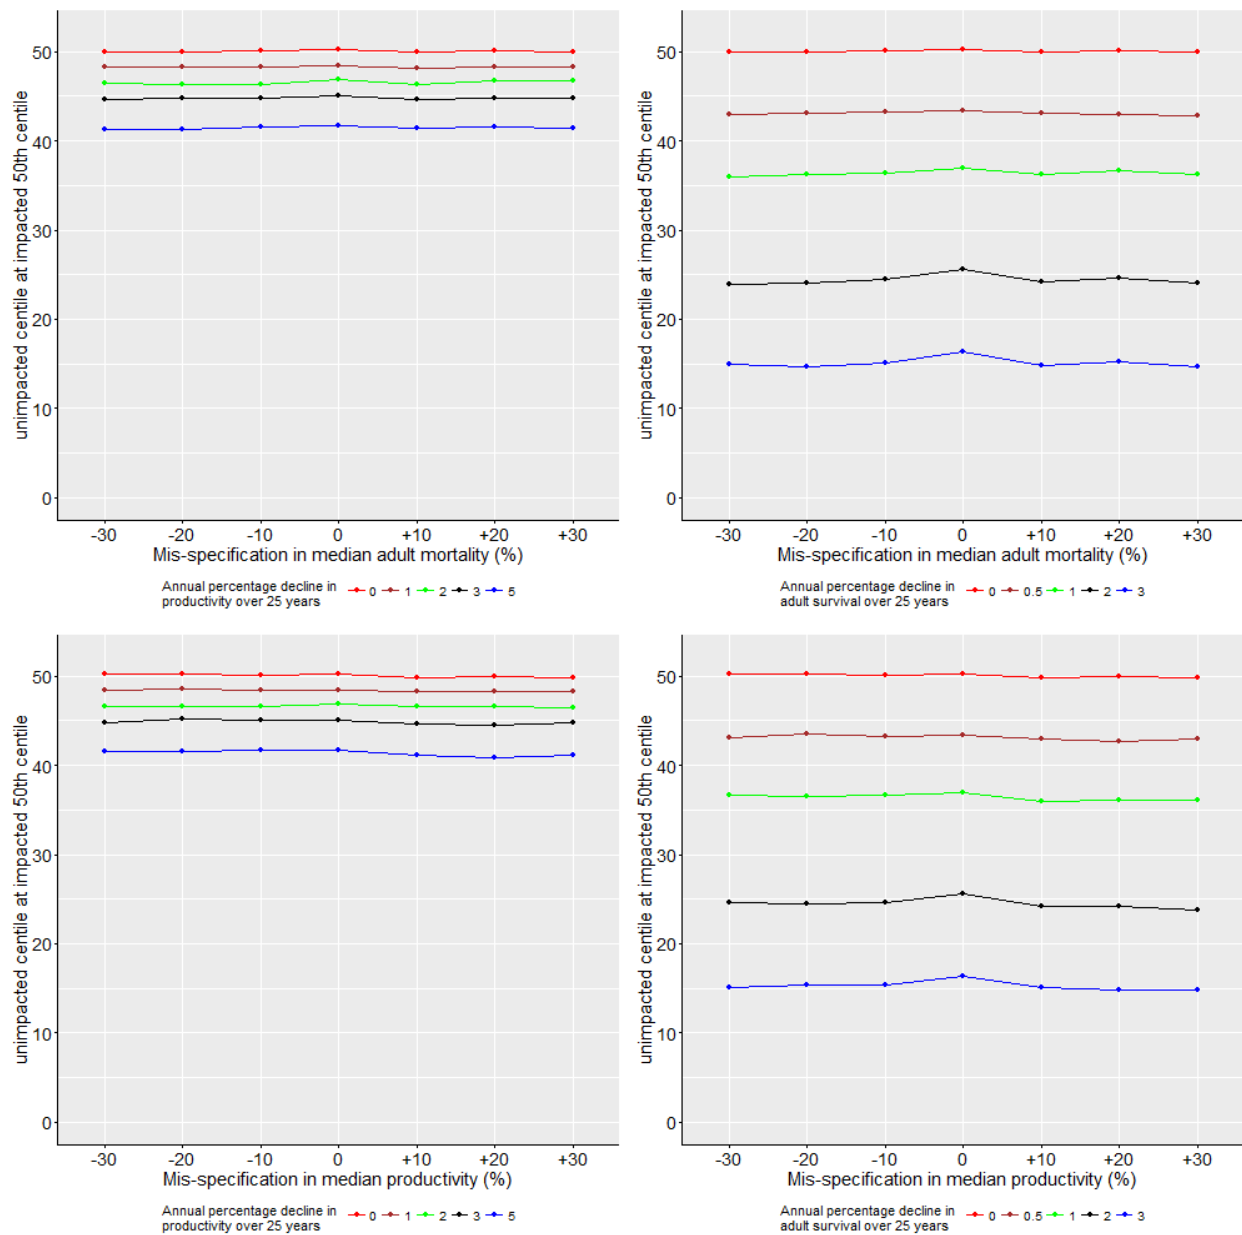 unimpacted centile at impacted 50th centile
50
40
30
20
10
0
-30 -20 -10 0 +10 +20 +30
Mis-specification in median adult mortality (%)
Annual percentage decline in
productivity over 25 years
0 1 2 3 5
unimpacted centile at impacted 50th centile
50
40
30
20
10
0
-30 -20 -10 0 +10 +20 +30
Mis-specification in median adult mortality (%)
Annual percentage decline in
adult survival over 25 years
0 0.5 1 2 3
unimpacted centile at impacted 50th centile
50
40
30
20
10
0
-30 -20 -10 0 +10 +20 +30
Mis-specification in median productivity (%)
Annual percentage decline in
productivity over 25 years
0 1 2 3 5
unimpacted centile at impacted 50th centile
50
40
30
20
10
0
-30 -20 -10 0 +10 +20 +30
Mis-specification in median productivity (%)
Annual percentage decline in
adult survival over 25 years
0 0.5 1 2 3